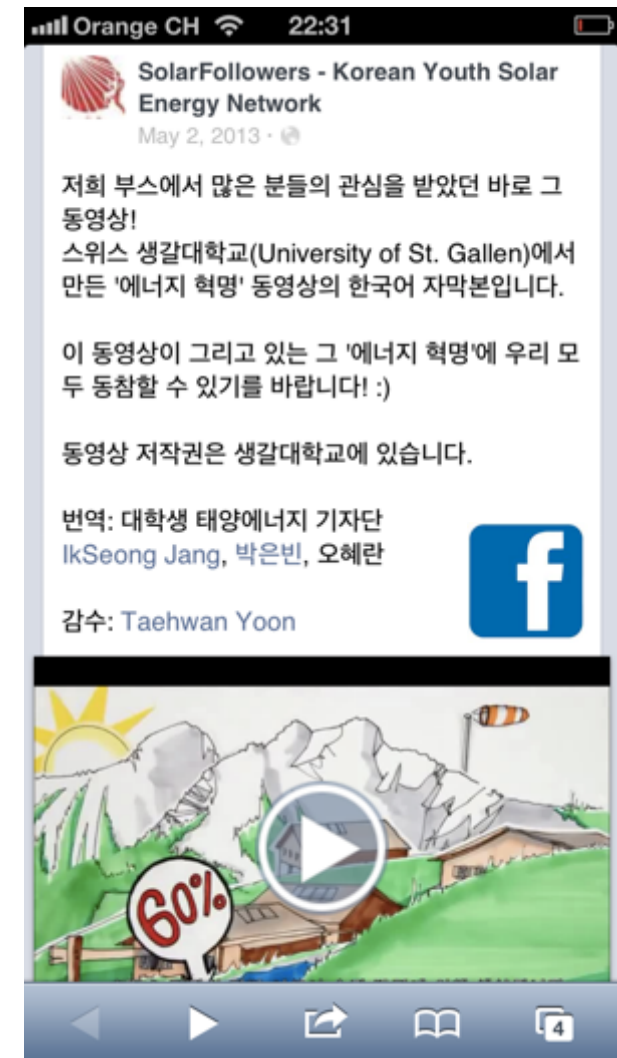 Orange CH 22:31
SolarFollowers - Korean Youth Solar
Energy Network
May 2, 2013 ·
저희 부스에서 많은 분들의 관심을 받았던 바로 그
동영상!
스위스 생갈대학교(University of St. Gallen)에서
만든 '에너지 혁명' 동영상의 한국어 자막본입니다.
이 동영상이 그리고 있는 그 '에너지 혁명'에 우리 모
두 동참할 수 있기를 바랍니다! :)
동영상 저작권은 생갈대학교에 있습니다.
번역: 대학생 태양에너지 기자단
IkSeong Jang, 박은빈, 오혜란
f
감수: Taehwan Yoon
60%
4